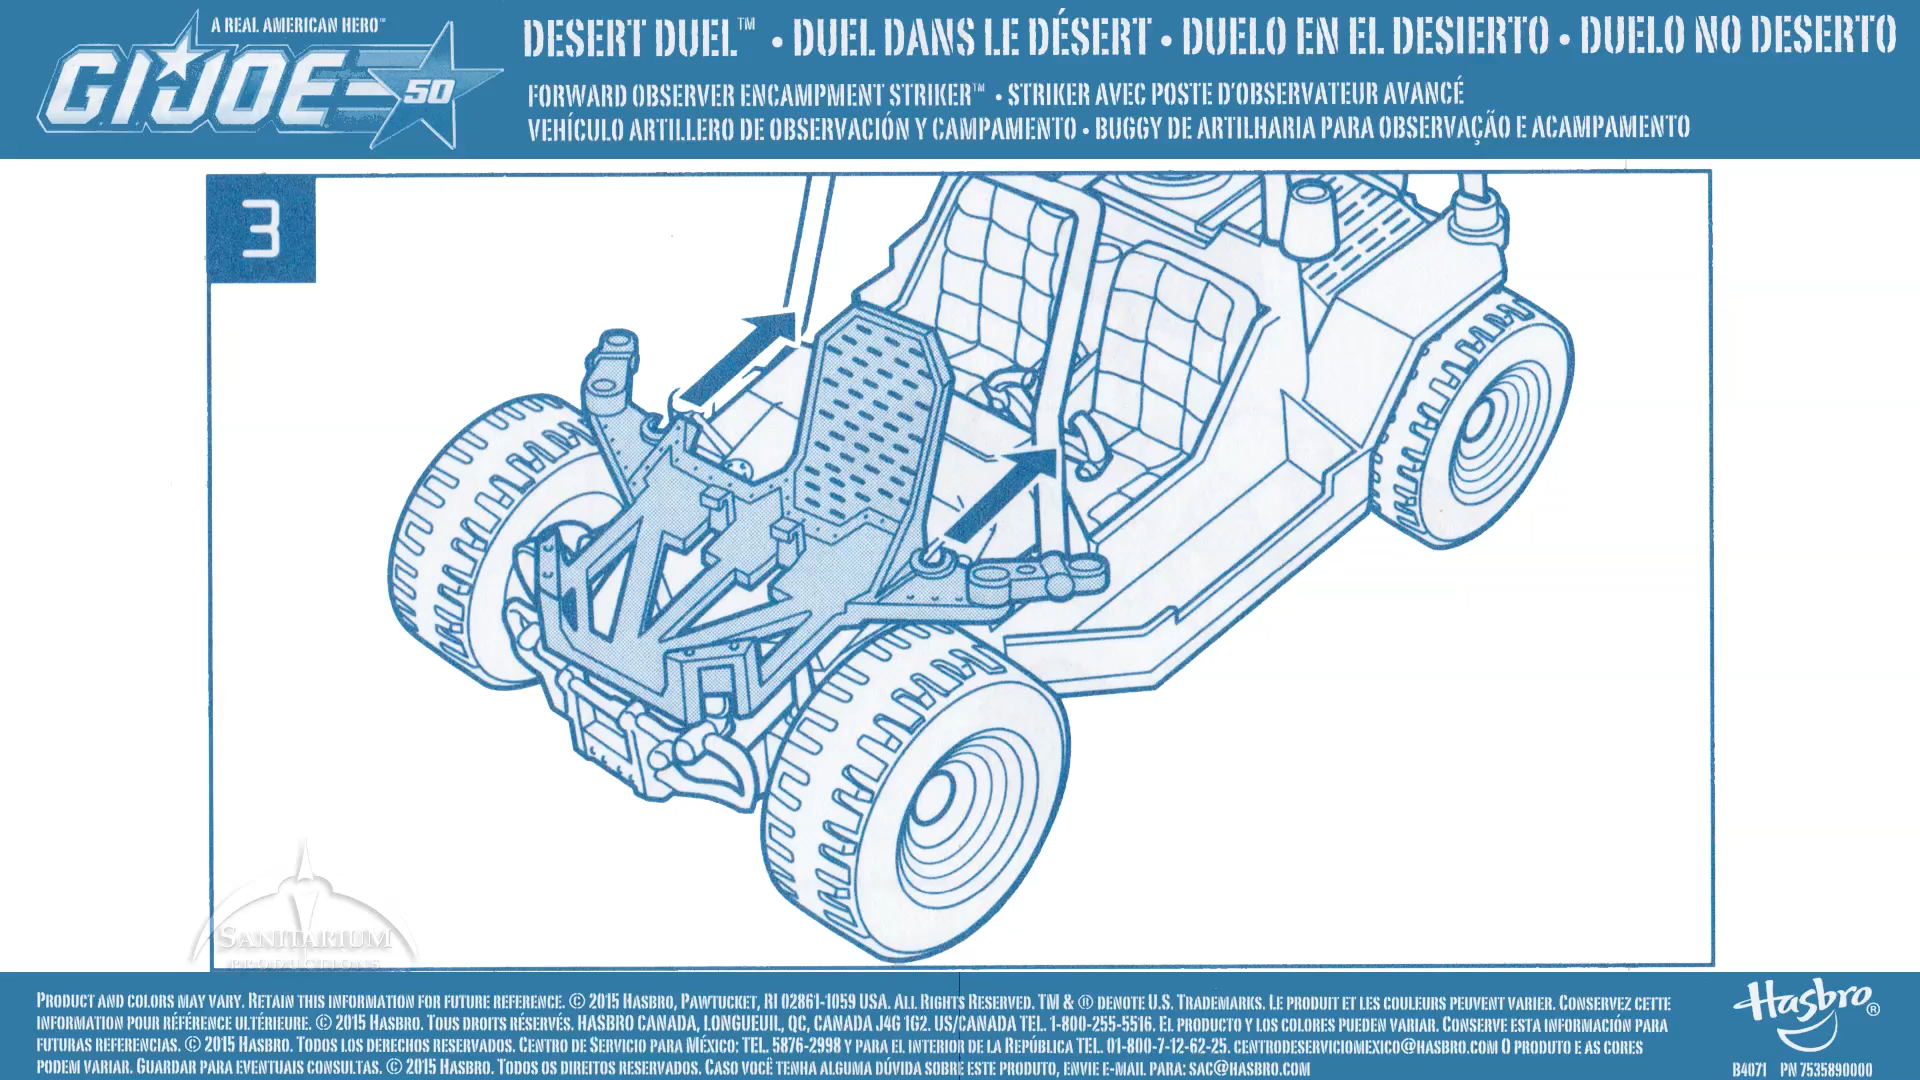 A REAL AMERICAN HERO™
G.I. JOE 50
DESERT DUEL™ • DUEL DANS LE DÉSERT • DUELO EN EL DESIERTO • DUELO NO DESERTO
FORWARD OBSERVER ENCAMPMENT STRIKER™ • STRIKER AVEC POSTE D'OBSERVATEUR AVANCÉ
VEHÍCULO ARTILLERO DE OBSERVACIÓN Y CAMPAMENTO • BUGGY DE ARTILHARIA PARA OBSERVAÇÃO E ACAMPAMENTO
3
SANITARIUM
PRODUCTIONS
PRODUCT AND COLORS MAY VARY. RETAIN THIS INFORMATION FOR FUTURE REFERENCE. © 2015 HASBRO, PAWTUCKET, RI 02861-1059 USA. ALL RIGHTS RESERVED. TM & ® DENOTE U.S. TRADEMARKS. LE PRODUIT ET LES COULEURS PEUVENT VARIER. CONSERVEZ CETTE
INFORMATION POUR RÉFÉRENCE ULTÉRIEURE. © 2015 HASBRO. TOUS DROITS RÉSERVÉS. HASBRO CANADA, LONGUEUIL, QC, CANADA J4G 1G2. US/CANADA TEL. 1-800-255-5516. EL PRODUCTO Y LOS COLORES PUEDEN VARIAR. CONSERVE ESTA INFORMACIÓN PARA
FUTURAS REFERENCIAS. © 2015 HASBRO. TODOS LOS DERECHOS RESERVADOS. CENTRO DE SERVICIO PARA MÉXICO: TEL. 5876-2998 Y PARA EL INTERIOR DE LA REPÚBLICA TEL. 01-800-7-12-62-25. CENTRODESERVICIOMEXICO@HASBRO.COM O PRODUTO E AS CORES
PODEM VARIAR. GUARDAR PARA EVENTUAIS CONSULTAS. © 2015 HASBRO. TODOS OS DIREITOS RESERVADOS. CASO VOCÊ TENHA ALGUMA DÚVIDA SOBRE ESTE PRODUTO, ENVIE E-MAIL PARA: SAC@HASBRO.COM
Hasbro®
B4071 PN 7535890000